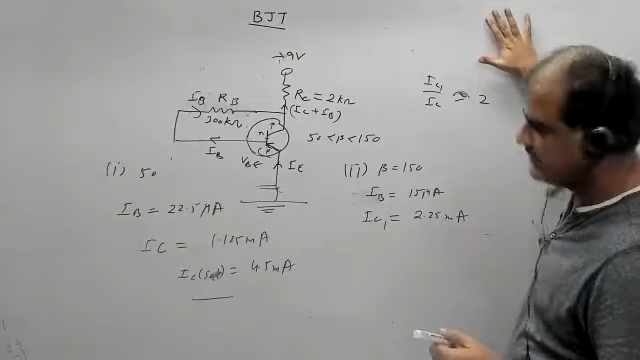 BJT
+9V
IB RB
300kΩ
RC = 2kΩ
(IC + IB)
IB
VBE
IE
50 < β < 150
IC1/IC ≃ 2
(i) 50
IB = 22.5 μA
IC = 1.125 mA
IC(sat) = 4.5 mA
(ii) β = 150
IB = 15 μA
IC1 = 2.25 mA